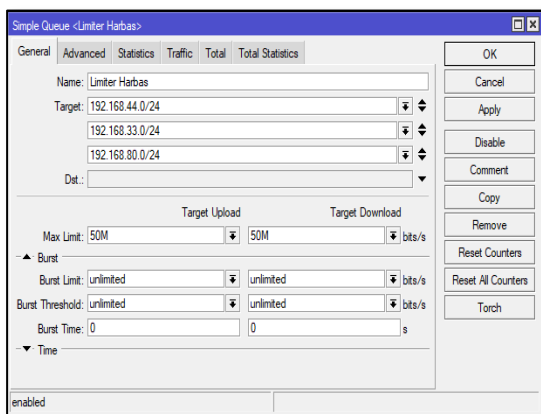 Simple Queue <Limiter Harbas>
General Advanced Statistics Traffic Total Total Statistics
Name: Limiter Harbas
Target: 192.168.44.0/24
192.168.33.0/24
192.168.80.0/24
Dst.:
Target Upload Target Download
Max Limit: 50M 50M bits/s
Burst
Burst Limit: unlimited unlimited bits/s
Burst Threshold: unlimited unlimited bits/s
Burst Time: 0 0 s
Time
enabled
OK
Cancel
Apply
Disable
Comment
Copy
Remove
Reset Counters
Reset All Counters
Torch